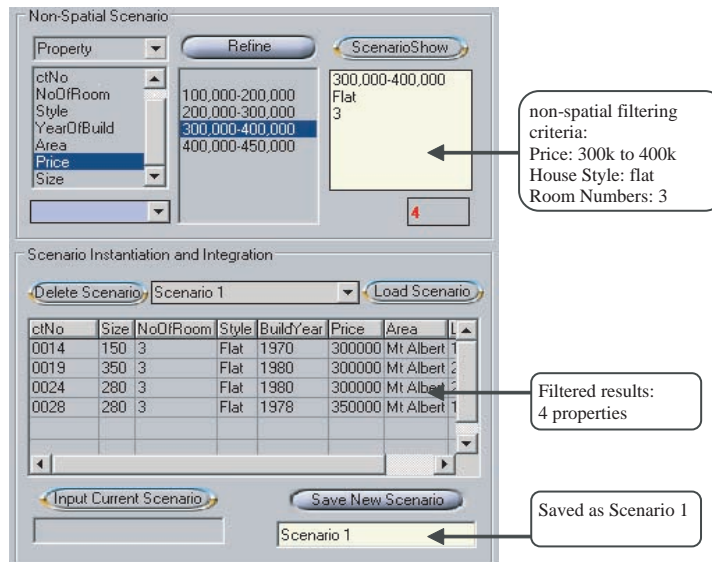 Non-Spatial Scenario
Property
Refine
ScenarioShow
ctNo
NoOfRoom
Style
YearOfBuild
Area
Price
Size
100,000-200,000
200,000-300,000
300,000-400,000
400,000-450,000
300,000-400,000
Flat
3
4
non-spatial filtering
criteria:
Price: 300k to 400k
House Style: flat
Room Numbers: 3
Scenario Instantiation and Integration
Delete Scenario
Scenario 1
Load Scenario
ctNo Size NoOfRoom Style BuildYear Price Area L
0014 150 3 Flat 1970 300000 Mt Albert 1
0019 350 3 Flat 1980 300000 Mt Albert 2
0024 280 3 Flat 1980 300000 Mt Albert 2
0028 280 3 Flat 1978 350000 Mt Albert 1
Filtered results:
4 properties
Input Current Scenario
Save New Scenario
Scenario 1
Saved as Scenario 1